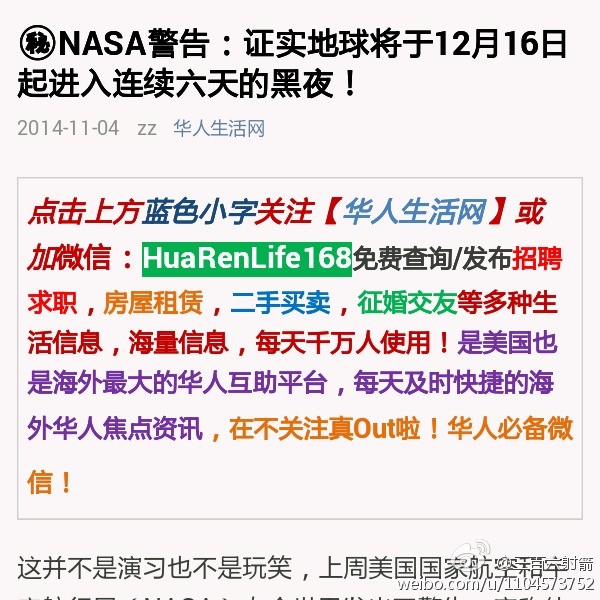 ㊙NASA警告：证实地球将于12月16日
起进入连续六天的黑夜！
2014-11-04 zz 华人生活网
点击上方蓝色小字关注【华人生活网】或
加微信：HuaRenLife168免费查询/发布招聘
求职，房屋租赁，二手买卖，征婚交友等多种生
活信息，海量信息，每天千万人使用！是美国也
是海外最大的华人互助平台，每天及时快捷的海
外华人焦点资讯，在不关注真Out啦！华人必备微
信！
这并不是演习也不是玩笑，上周美国国家航空和
weibo.com/u/1104573752